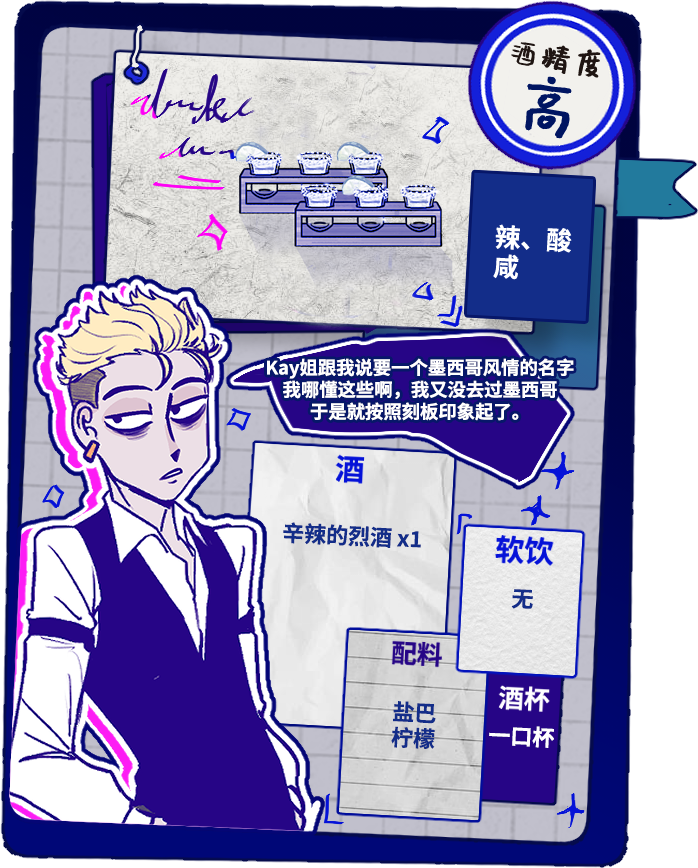 酒精度
高
辣、酸
咸
Kay姐跟我说要一个墨西哥风情的名字
我哪懂这些啊，我又没去过墨西哥
于是就按照刻板印象起了。
酒
辛辣的烈酒 x1
软饮
无
配料
盐巴
柠檬
酒杯
一口杯